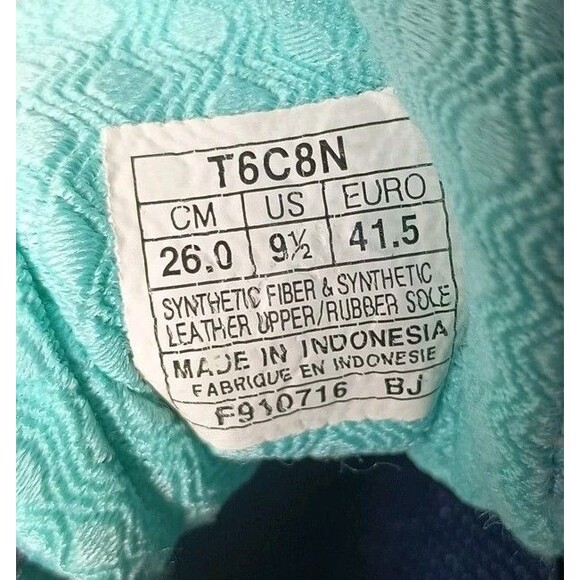 T6C8N
CM US EURO
26.0 9½ 41.5
SYNTHETIC FIBER & SYNTHETIC
LEATHER UPPER/RUBBER SOLE
MADE IN INDONESIA
FABRIQUE EN INDONESIE
F910716 BJ